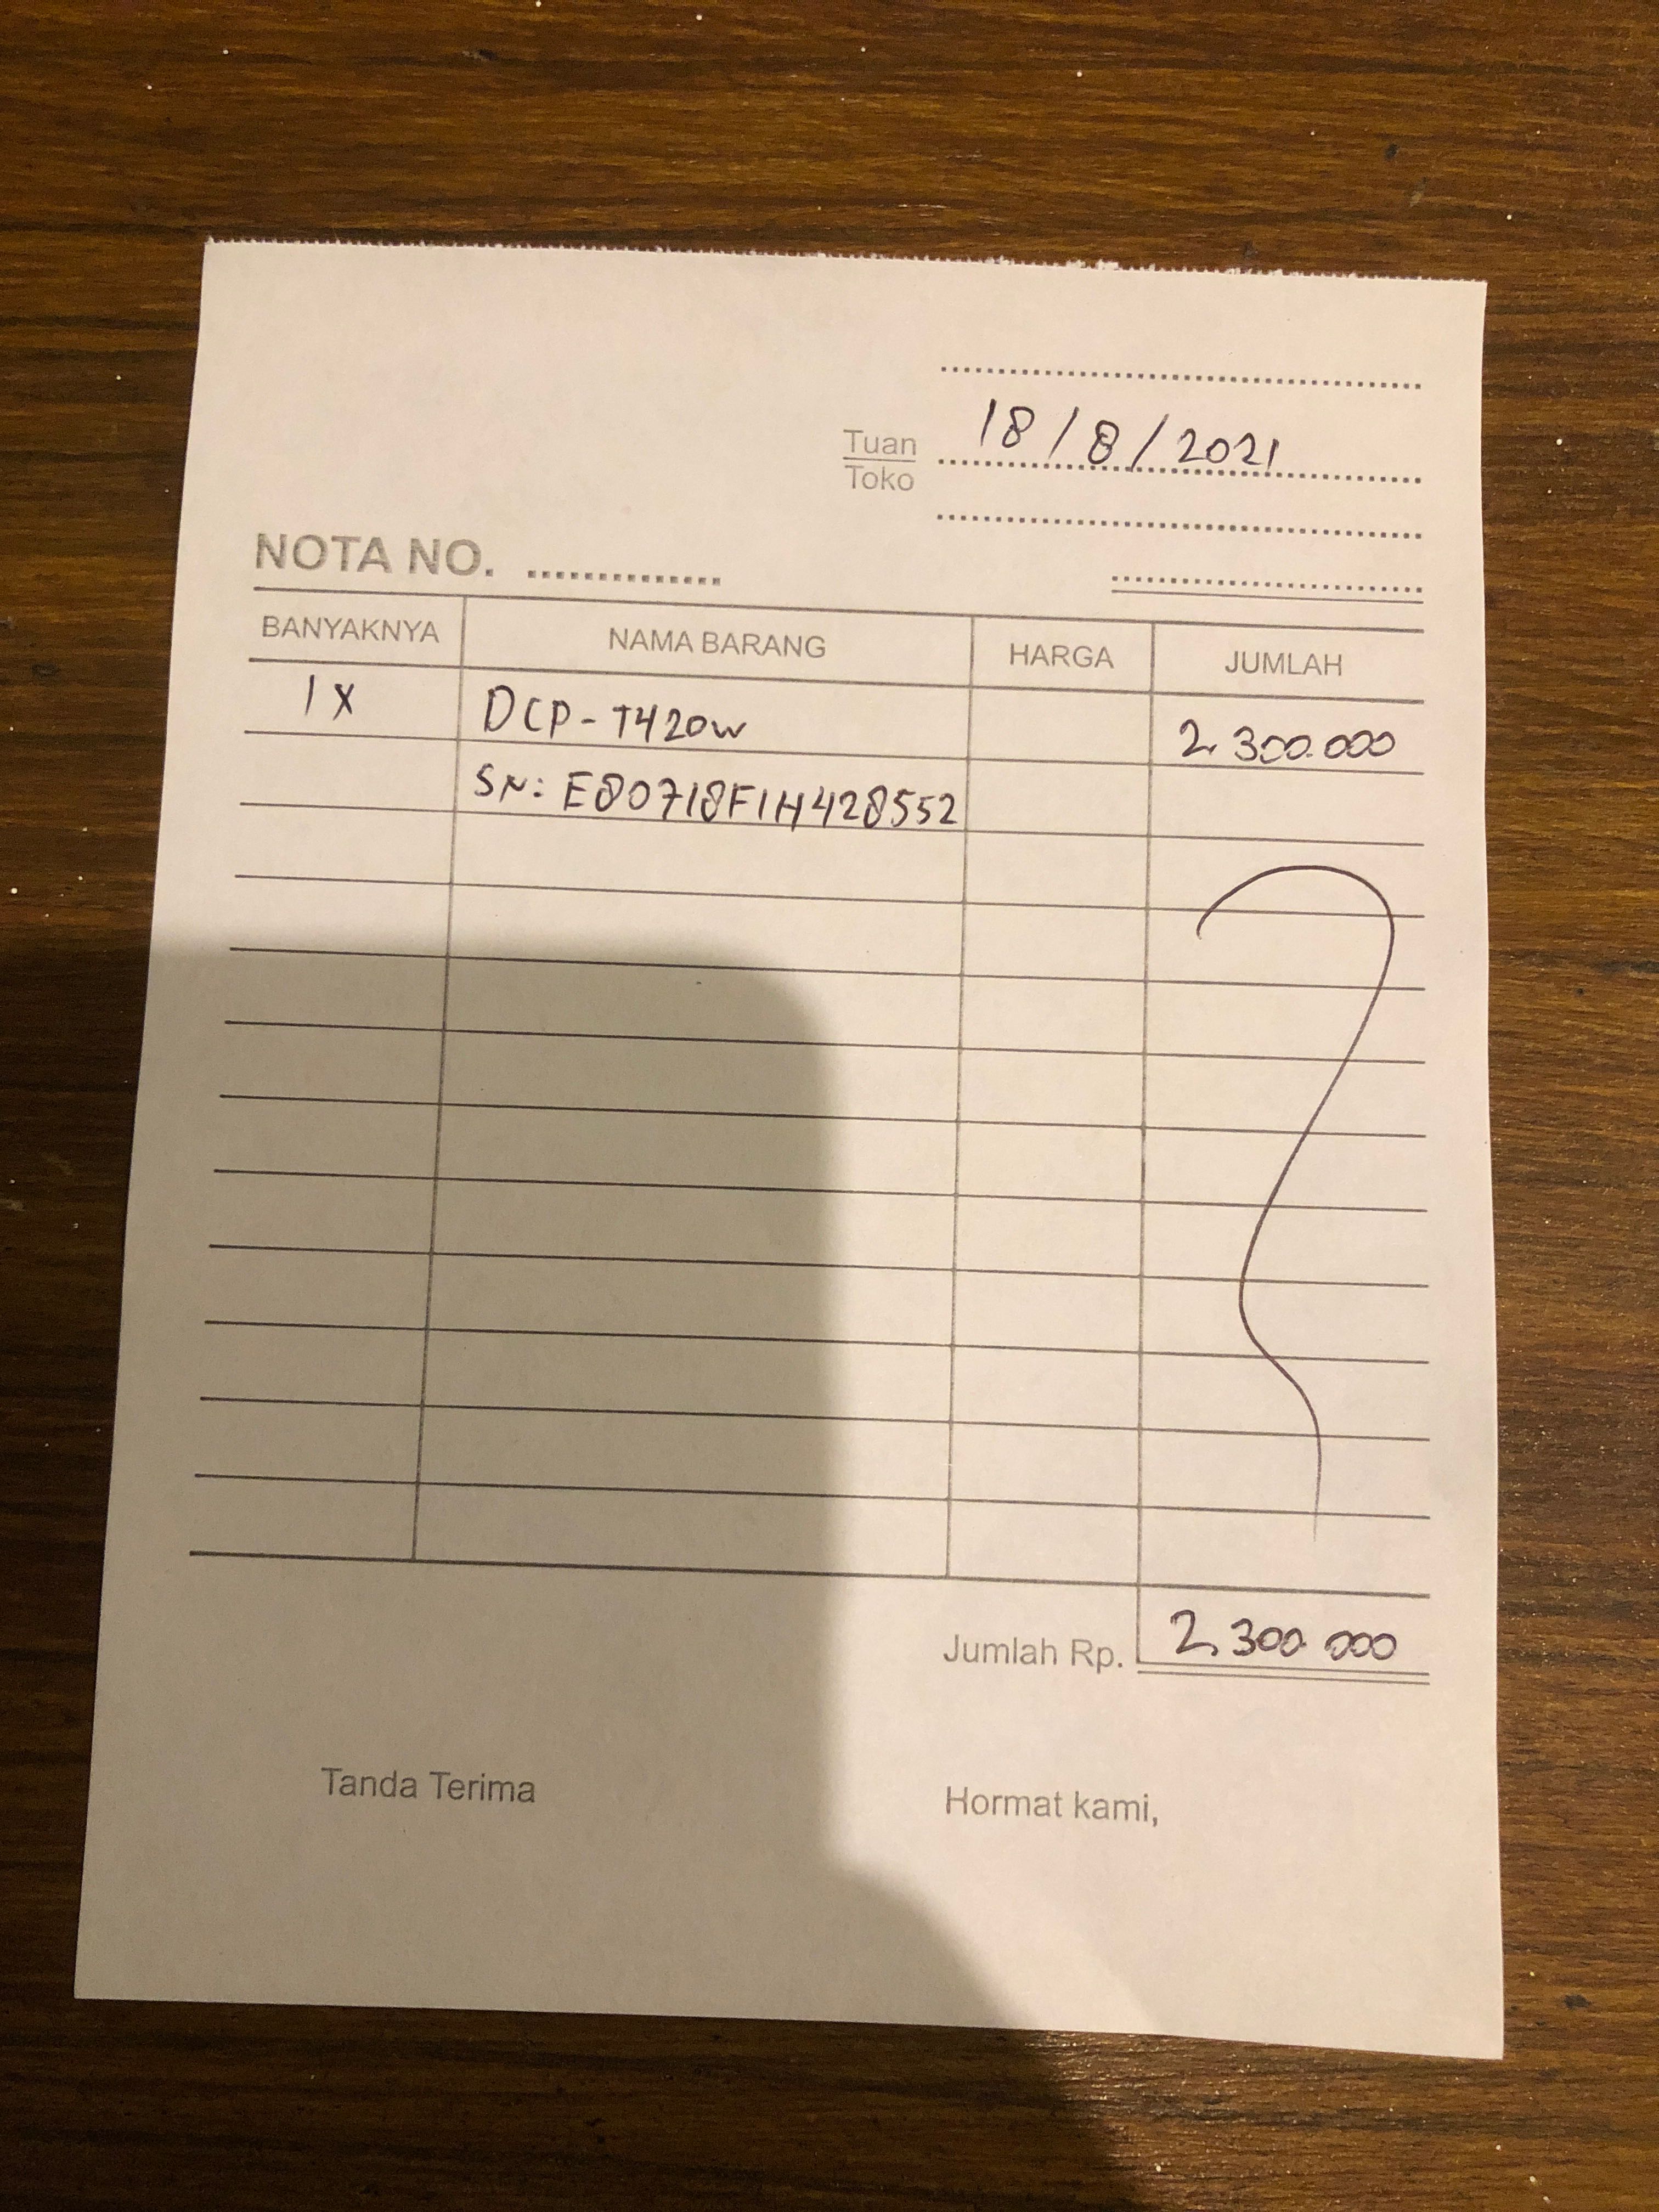 18/8/2021
Tuan
Toko
NOTA NO. ..............
BANYAKNYA NAMA BARANG HARGA JUMLAH
1X DCP-T420W 2.300.000
SN: E80718F1H428552
Jumlah Rp. 2.300.000
Tanda Terima Hormat kami,